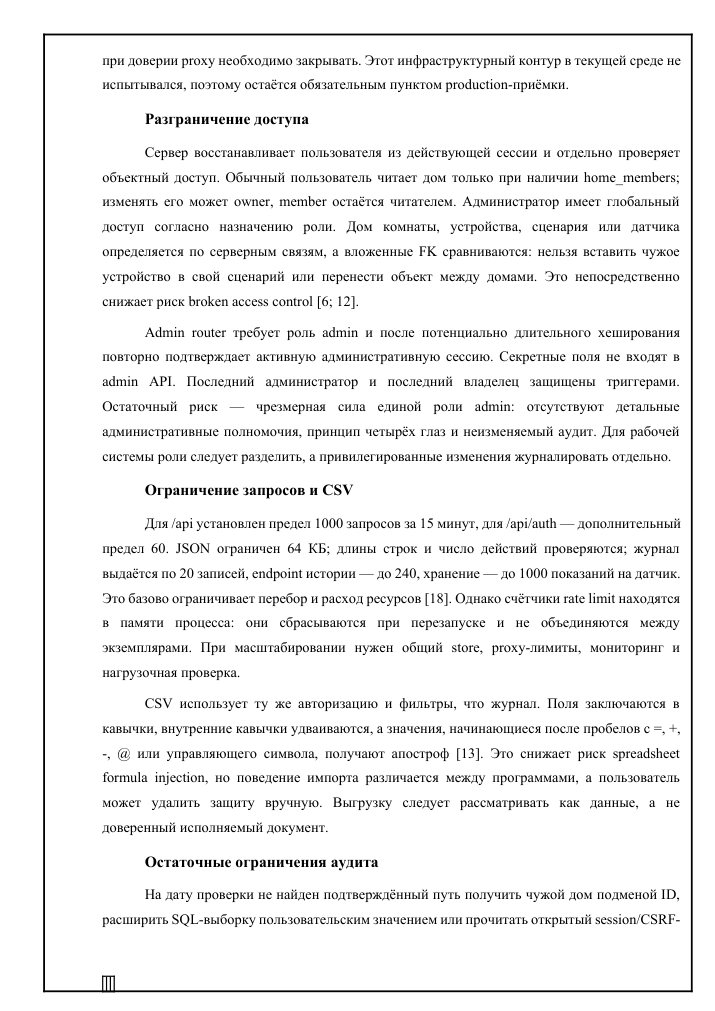 при доверии proxy необходимо закрывать. Этот инфраструктурный контур в текущей среде не
испытывался, поэтому остаётся обязательным пунктом production-приёмки.
Разграничение доступа
Сервер восстанавливает пользователя из действующей сессии и отдельно проверяет
объектный доступ. Обычный пользователь читает дом только при наличии home_members;
изменять его может owner, member остаётся читателем. Администратор имеет глобальный
доступ согласно назначению роли. Дом комнаты, устройства, сценария или датчика
определяется по серверным связям, а вложенные FK сравниваются: нельзя вставить чужое
устройство в свой сценарий или перенести объект между домами. Это непосредственно
снижает риск broken access control [6; 12].
Admin router требует роль admin и после потенциально длительного хеширования
повторно подтверждает активную административную сессию. Секретные поля не входят в
admin API. Последний администратор и последний владелец защищены триггерами.
Остаточный риск — чрезмерная сила единой роли admin: отсутствуют детальные
административные полномочия, принцип четырёх глаз и неизменяемый аудит. Для рабочей
системы роли следует разделить, а привилегированные изменения журналировать отдельно.
Ограничение запросов и CSV
Для /api установлен предел 1000 запросов за 15 минут, для /api/auth — дополнительный
предел 60. JSON ограничен 64 КБ; длины строк и число действий проверяются; журнал
выдаётся по 20 записей, endpoint истории — до 240, хранение — до 1000 показаний на датчик.
Это базово ограничивает перебор и расход ресурсов [18]. Однако счётчики rate limit находятся
в памяти процесса: они сбрасываются при перезапуске и не объединяются между
экземплярами. При масштабировании нужен общий store, proxy-лимиты, мониторинг и
нагрузочная проверка.
CSV использует ту же авторизацию и фильтры, что журнал. Поля заключаются в
кавычки, внутренние кавычки удваиваются, а значения, начинающиеся после пробелов с =, +,
-, @ или управляющего символа, получают апостроф [13]. Это снижает риск spreadsheet
formula injection, но поведение импорта различается между программами, а пользователь
может удалить защиту вручную. Выгрузку следует рассматривать как данные, а не
доверенный исполняемый документ.
Остаточные ограничения аудита
На дату проверки не найден подтверждённый путь получить чужой дом подменой ID,
расширить SQL-выборку пользовательским значением или прочитать открытый session/CSRF-